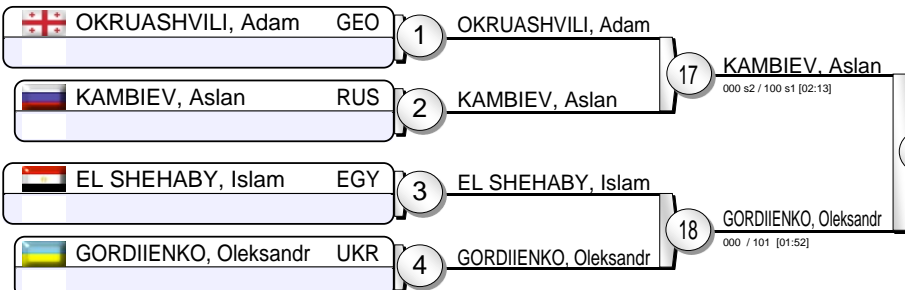 OKRUASHVILI, Adam GEO
1
OKRUASHVILI, Adam
17
KAMBIEV, Aslan
000 s2 / 100 s1 [02:13]
KAMBIEV, Aslan RUS
2
KAMBIEV, Aslan
EL SHEHABY, Islam EGY
3
EL SHEHABY, Islam
18
GORDIIENKO, Oleksandr
000 / 101 [01:52]
GORDIIENKO, Oleksandr UKR
4
GORDIIENKO, Oleksandr